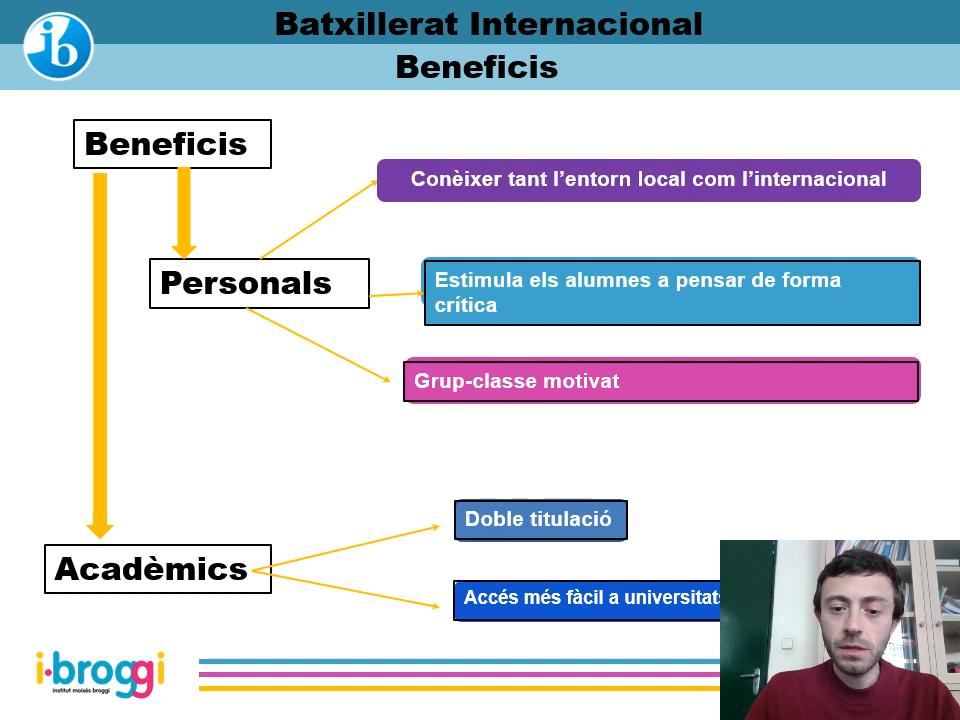 ib
Batxillerat Internacional
Beneficis
Beneficis
Conèixer tant l’entorn local com l’internacional
Personals
Estimula els alumnes a pensar de forma
crítica
Grup-classe motivat
Doble titulació
Acadèmics
Accés més fàcil a universitats
i·broggi
institut moisès broggi